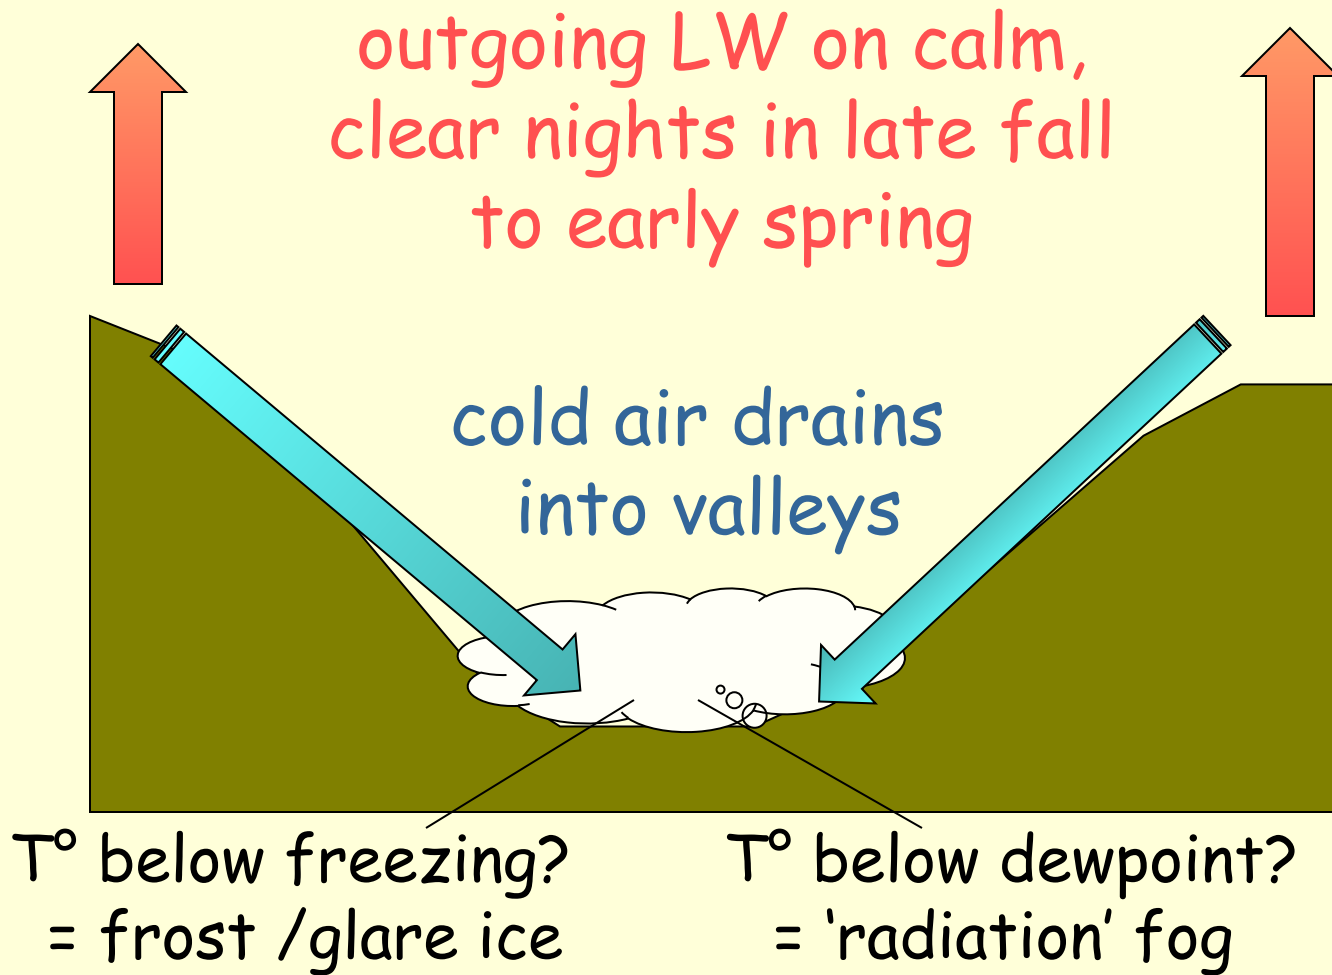 outgoing LW on calm,
clear nights in late fall
to early spring
cold air drains
into valleys
T° below freezing?
= frost /glare ice
T° below dewpoint?
= ‘radiation’ fog